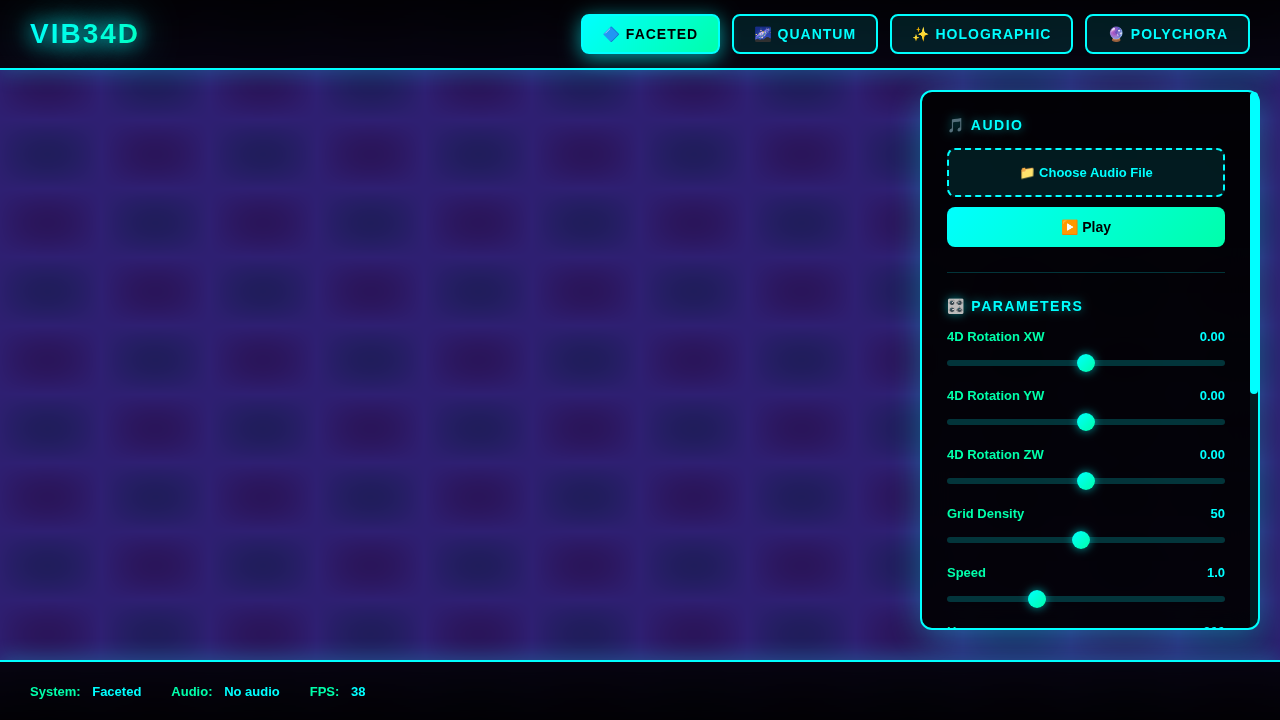 VIB34D
🔷 FACETED
🌌 QUANTUM
✨ HOLOGRAPHIC
🔮 POLYCHORA
🎵 AUDIO
📁 Choose Audio File
▶️ Play
🎛️ PARAMETERS
4D Rotation XW 0.00
4D Rotation YW 0.00
4D Rotation ZW 0.00
Grid Density 50
Speed 1.0
System: Faceted Audio: No audio FPS: 38